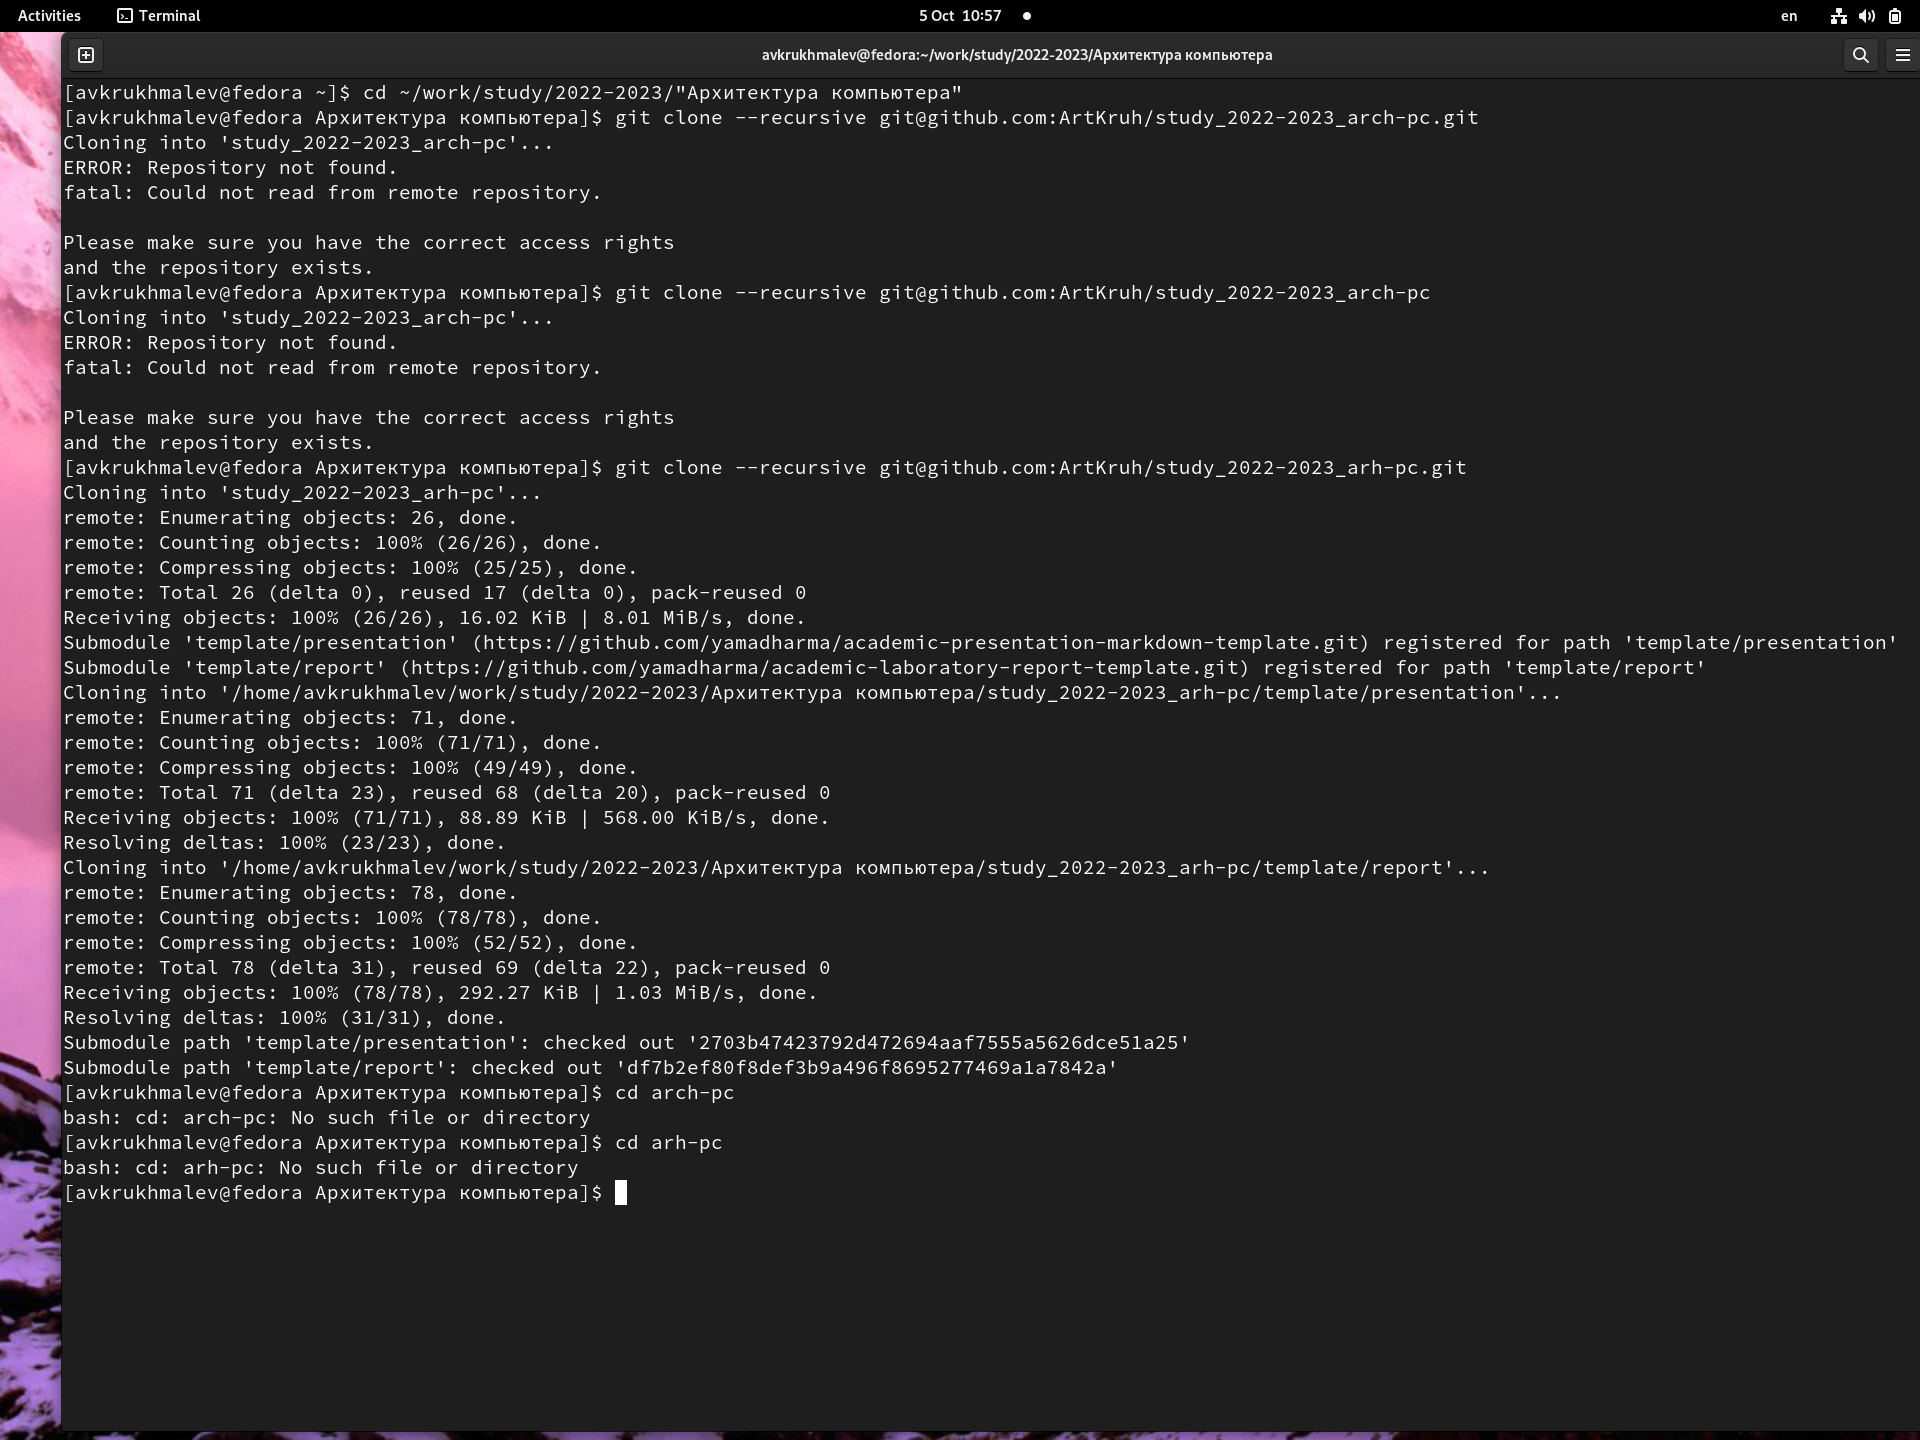 Activities Terminal 5 Oct 10:57 en
avkrukhmalev@fedora:~/work/study/2022-2023/Архитектура компьютера
[avkrukhmalev@fedora ~]$ cd ~/work/study/2022-2023/"Архитектура компьютера"
[avkrukhmalev@fedora Архитектура компьютера]$ git clone --recursive git@github.com:ArtKruh/study_2022-2023_arch-pc.git
Cloning into 'study_2022-2023_arch-pc'...
ERROR: Repository not found.
fatal: Could not read from remote repository.

Please make sure you have the correct access rights
and the repository exists.
[avkrukhmalev@fedora Архитектура компьютера]$ git clone --recursive git@github.com:ArtKruh/study_2022-2023_arch-pc
Cloning into 'study_2022-2023_arch-pc'...
ERROR: Repository not found.
fatal: Could not read from remote repository.

Please make sure you have the correct access rights
and the repository exists.
[avkrukhmalev@fedora Архитектура компьютера]$ git clone --recursive git@github.com:ArtKruh/study_2022-2023_arh-pc.git
Cloning into 'study_2022-2023_arh-pc'...
remote: Enumerating objects: 26, done.
remote: Counting objects: 100% (26/26), done.
remote: Compressing objects: 100% (25/25), done.
remote: Total 26 (delta 0), reused 17 (delta 0), pack-reused 0
Receiving objects: 100% (26/26), 16.02 KiB | 8.01 MiB/s, done.
Submodule 'template/presentation' (https://github.com/yamadharma/academic-presentation-markdown-template.git) registered for path 'template/presentation'
Submodule 'template/report' (https://github.com/yamadharma/academic-laboratory-report-template.git) registered for path 'template/report'
Cloning into '/home/avkrukhmalev/work/study/2022-2023/Архитектура компьютера/study_2022-2023_arh-pc/template/presentation'...
remote: Enumerating objects: 71, done.
remote: Counting objects: 100% (71/71), done.
remote: Compressing objects: 100% (49/49), done.
remote: Total 71 (delta 23), reused 68 (delta 20), pack-reused 0
Receiving objects: 100% (71/71), 88.89 KiB | 568.00 KiB/s, done.
Resolving deltas: 100% (23/23), done.
Cloning into '/home/avkrukhmalev/work/study/2022-2023/Архитектура компьютера/study_2022-2023_arh-pc/template/report'...
remote: Enumerating objects: 78, done.
remote: Counting objects: 100% (78/78), done.
remote: Compressing objects: 100% (52/52), done.
remote: Total 78 (delta 31), reused 69 (delta 22), pack-reused 0
Receiving objects: 100% (78/78), 292.27 KiB | 1.03 MiB/s, done.
Resolving deltas: 100% (31/31), done.
Submodule path 'template/presentation': checked out '2703b47423792d472694aaf7555a5626dce51a25'
Submodule path 'template/report': checked out 'df7b2ef80f8def3b9a496f8695277469a1a7842a'
[avkrukhmalev@fedora Архитектура компьютера]$ cd arch-pc
bash: cd: arch-pc: No such file or directory
[avkrukhmalev@fedora Архитектура компьютера]$ cd arh-pc
bash: cd: arh-pc: No such file or directory
[avkrukhmalev@fedora Архитектура компьютера]$